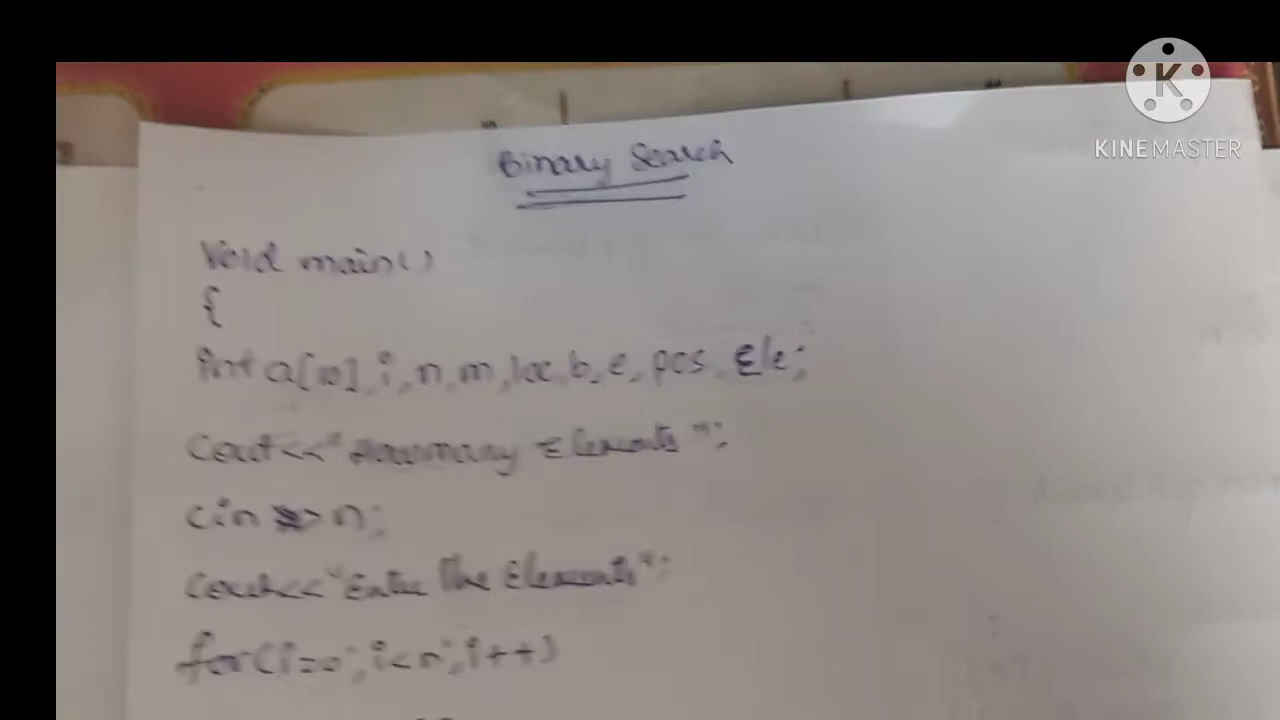 KINEMASTER
Binary Search
Void main()
{
int a[10], i, n, m, loc, b, e, pos, Ele;
Cout<<"Howmany Elements";
Cin >> n;
Cout<<"Enter The Elements";
for(i=0; i<n; i++)